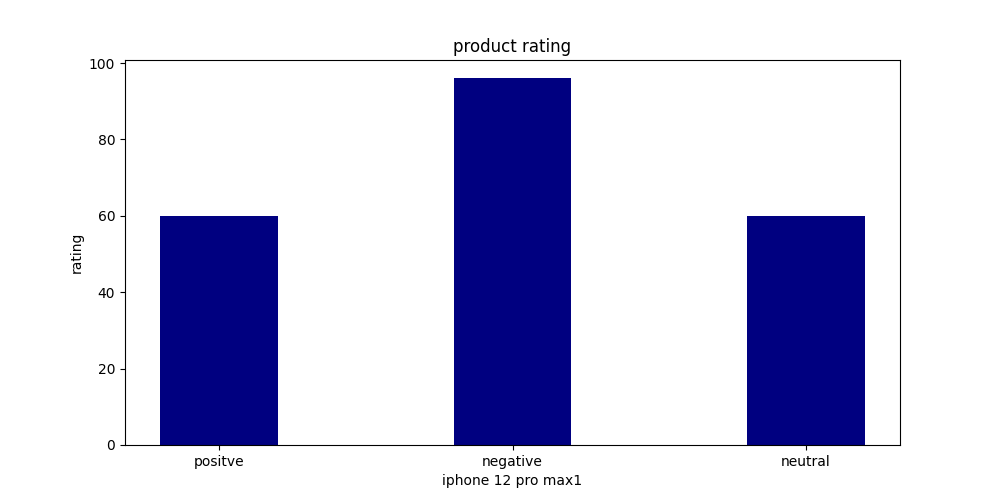 product rating
100
80
60
40
20
0
rating
positve
negative
neutral
iphone 12 pro max1